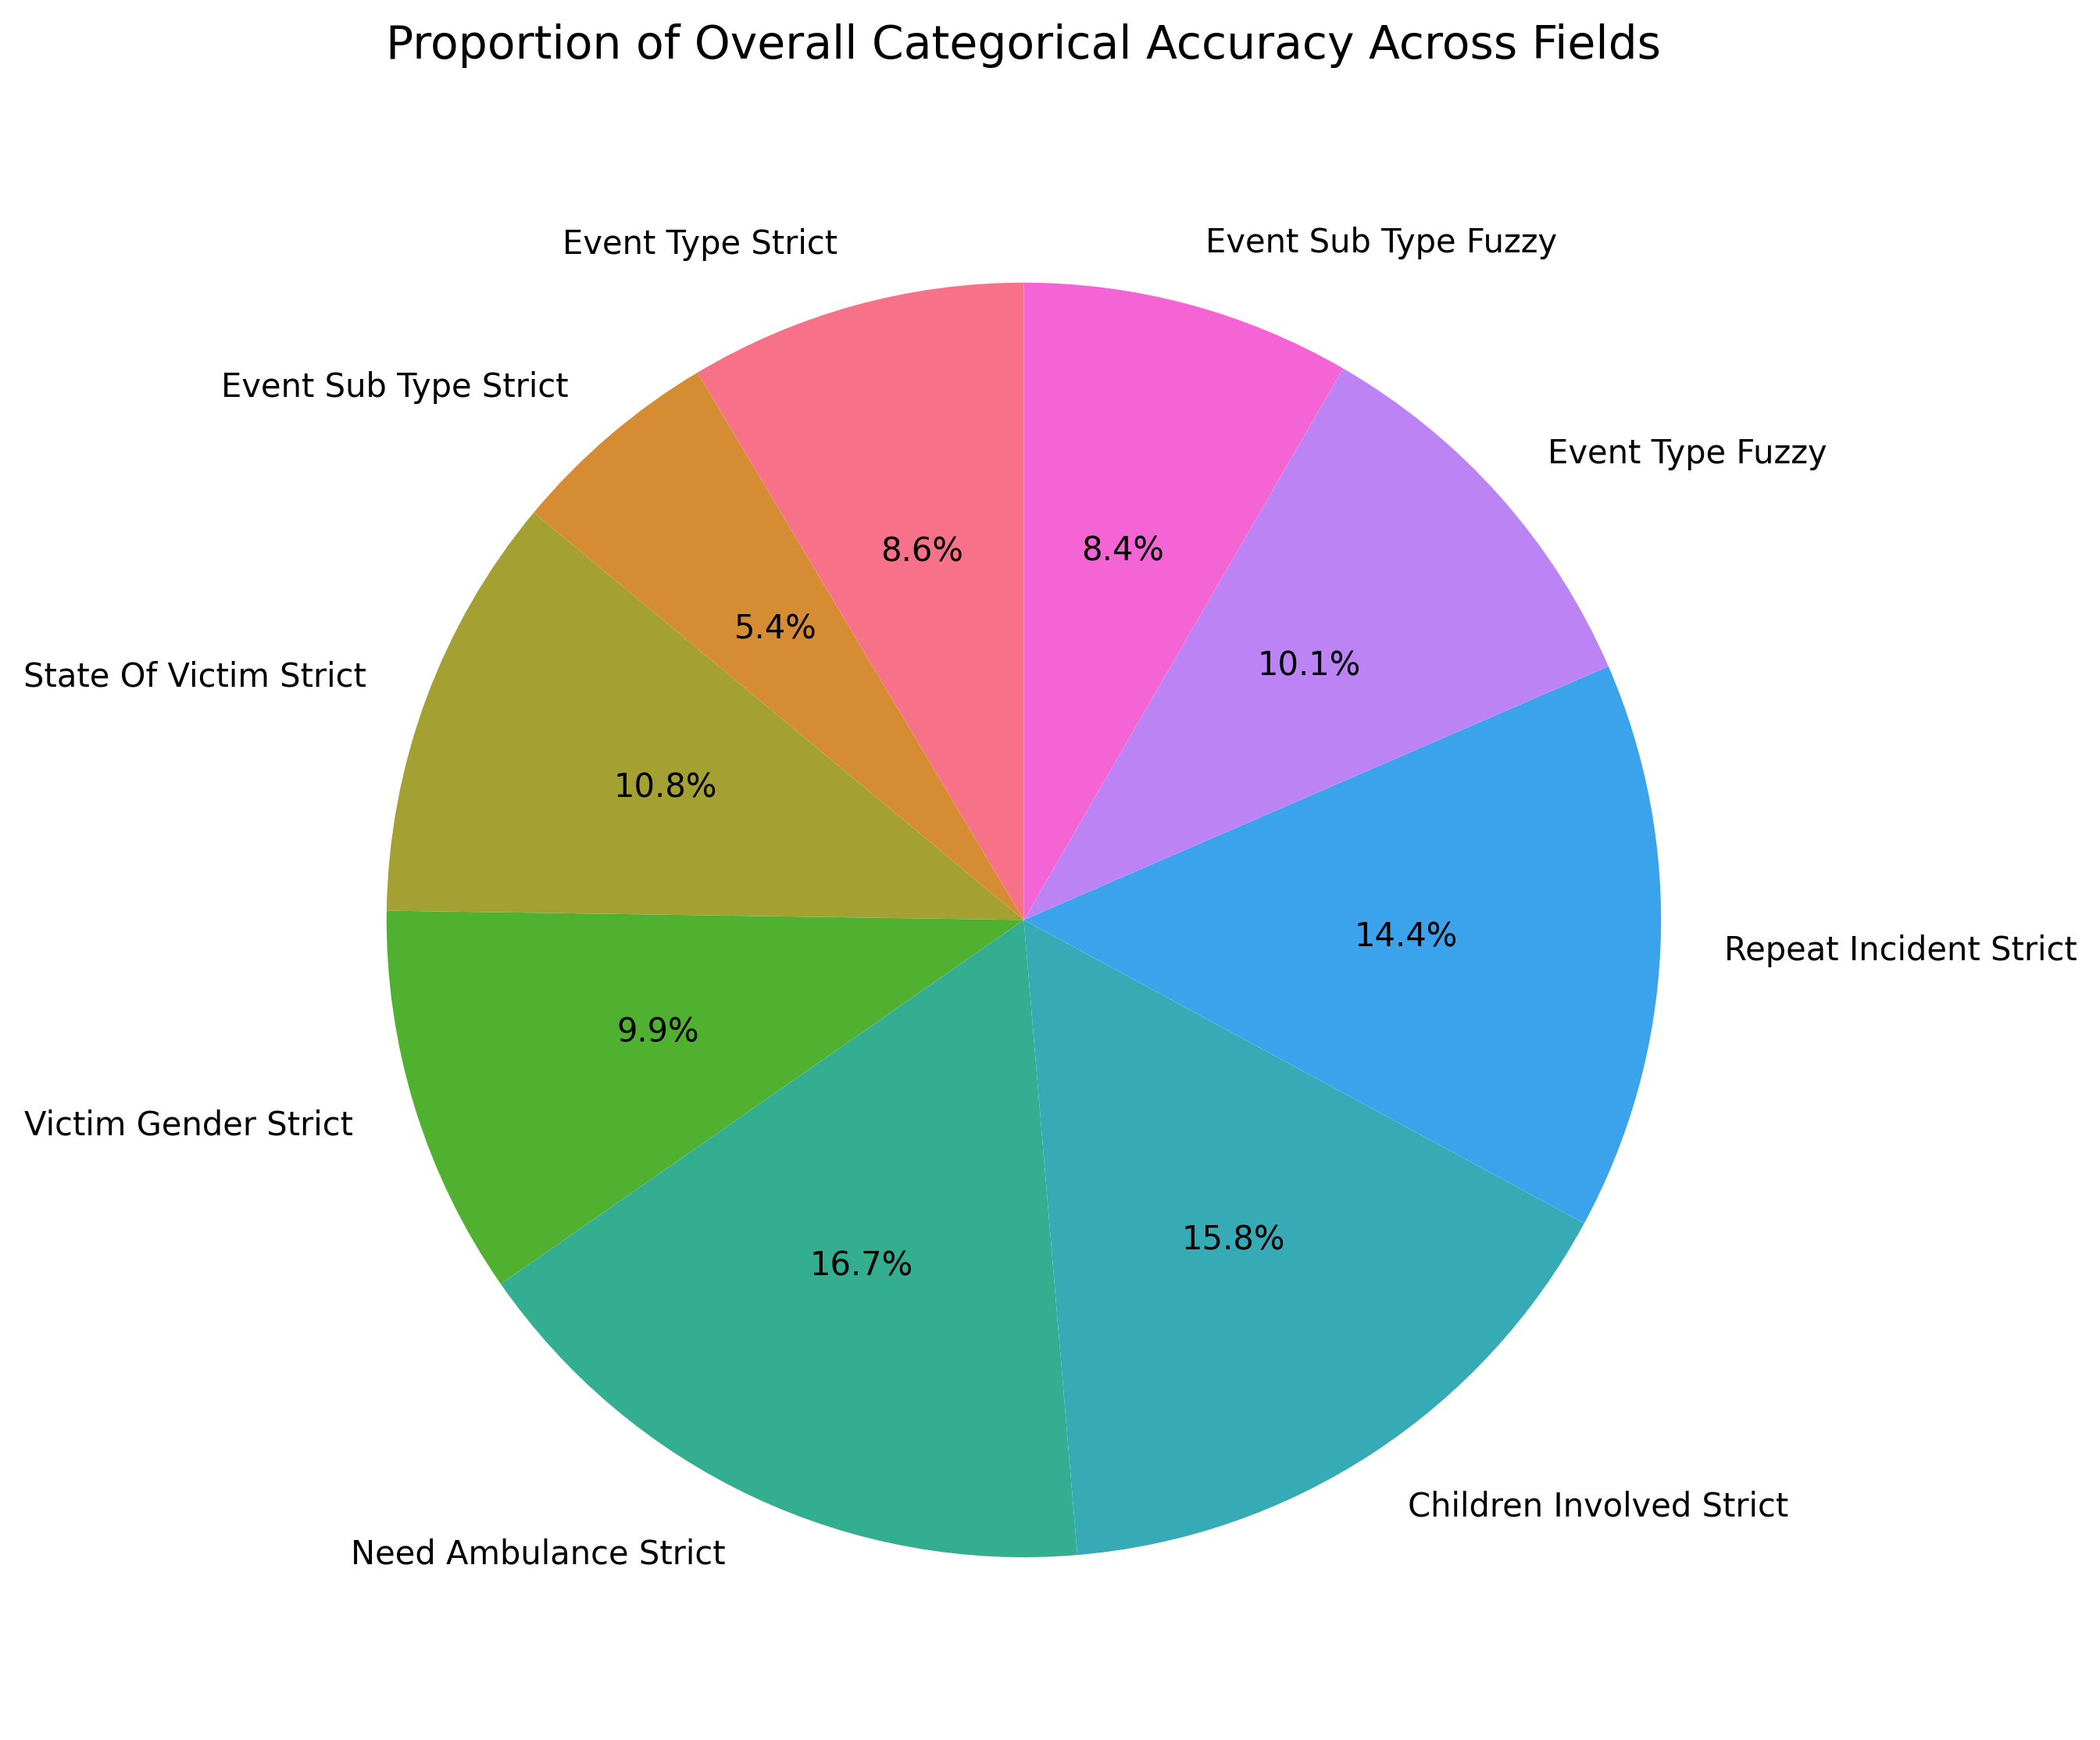 Proportion of Overall Categorical Accuracy Across Fields
Event Type Strict
Event Sub Type Fuzzy
Event Sub Type Strict
Event Type Fuzzy
8.6%
8.4%
5.4%
10.1%
State Of Victim Strict
10.8%
14.4%
Repeat Incident Strict
9.9%
Victim Gender Strict
15.8%
16.7%
Children Involved Strict
Need Ambulance Strict